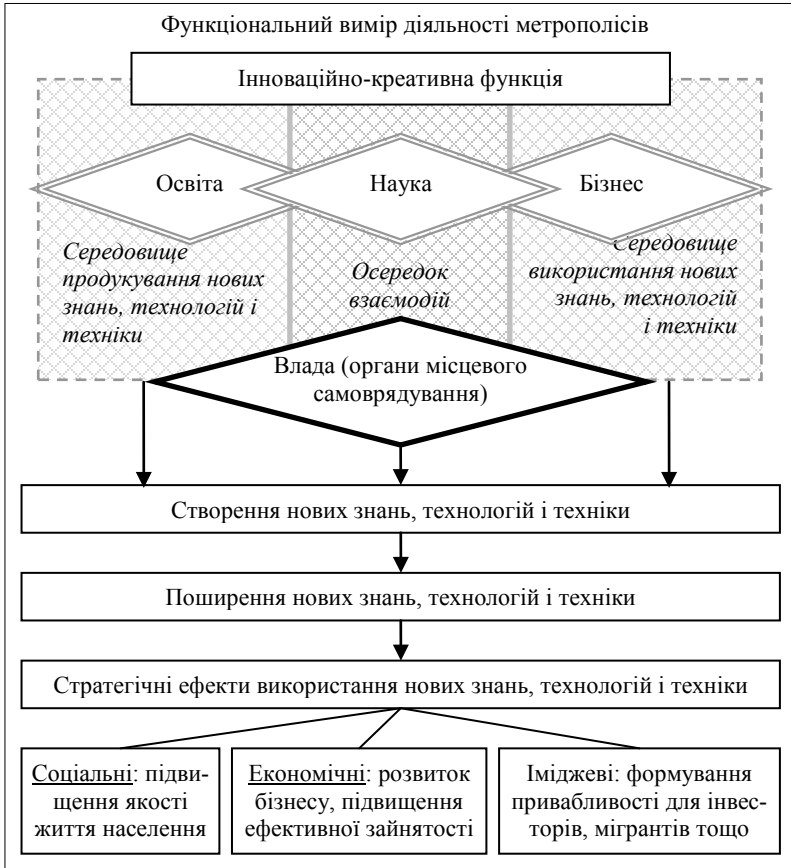 Функціональний вимір діяльності метрополісів
Інноваційно-креативна функція
Освіта
Наука
Бізнес
Середовище
продукування нових
знань, технологій і
техніки
Осередок
взаємодій
Середовище
використання нових
знань, технологій
і техніки
Влада (органи місцевого
самоврядування)
Створення нових знань, технологій і техніки
Поширення нових знань, технологій і техніки
Стратегічні ефекти використання нових знань, технологій і техніки
Соціальні: підви-
щення якості
життя населення
Економічні: розвиток
бізнесу, підвищення
ефективної зайнятості
Іміджеві: формування
привабливості для інвес-
торів, мігрантів тощо